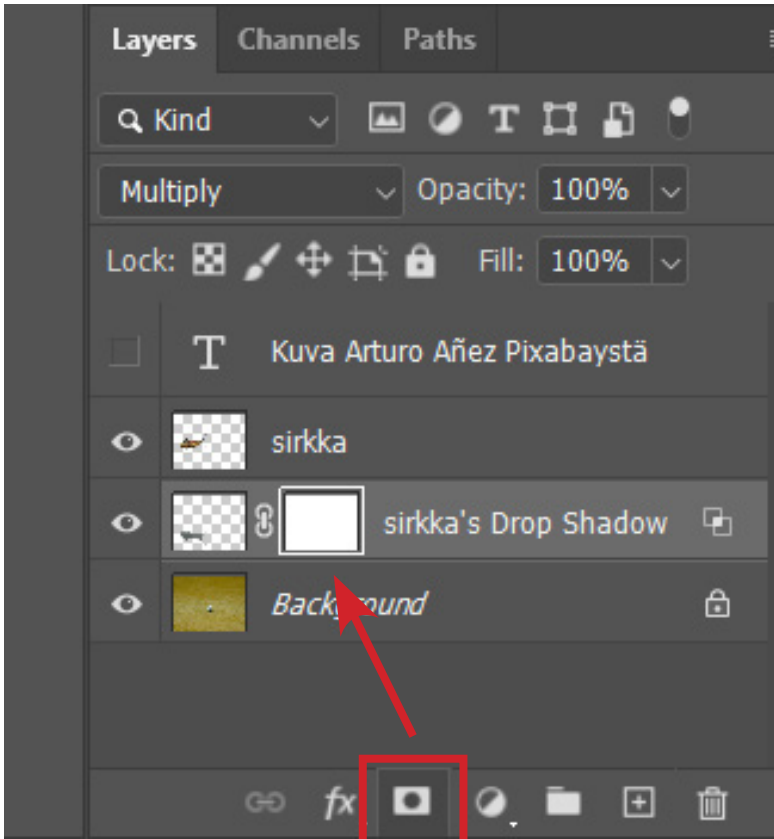 Layers Channels Paths
Kind T
Multiply Opacity: 100%
Lock: Fill: 100%
T Kuva Arturo Añez Pixabaystä
sirkka
sirkka's Drop Shadow
Background
fx